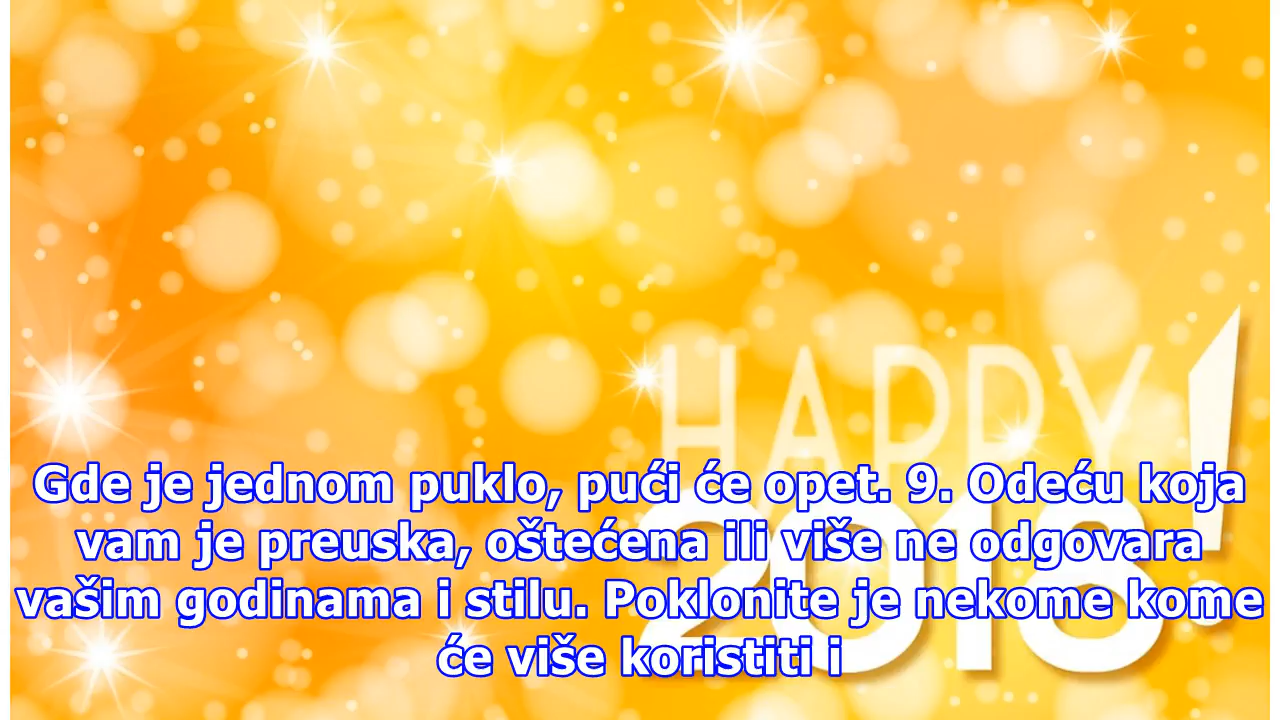 HAPPY
2018!
Gde je jednom puklo, pući će opet. 9. Odeću koja
vam je preuska, oštećena ili više ne odgovara
vašim godinama i stilu. Poklonite je nekome kome
će više koristiti i